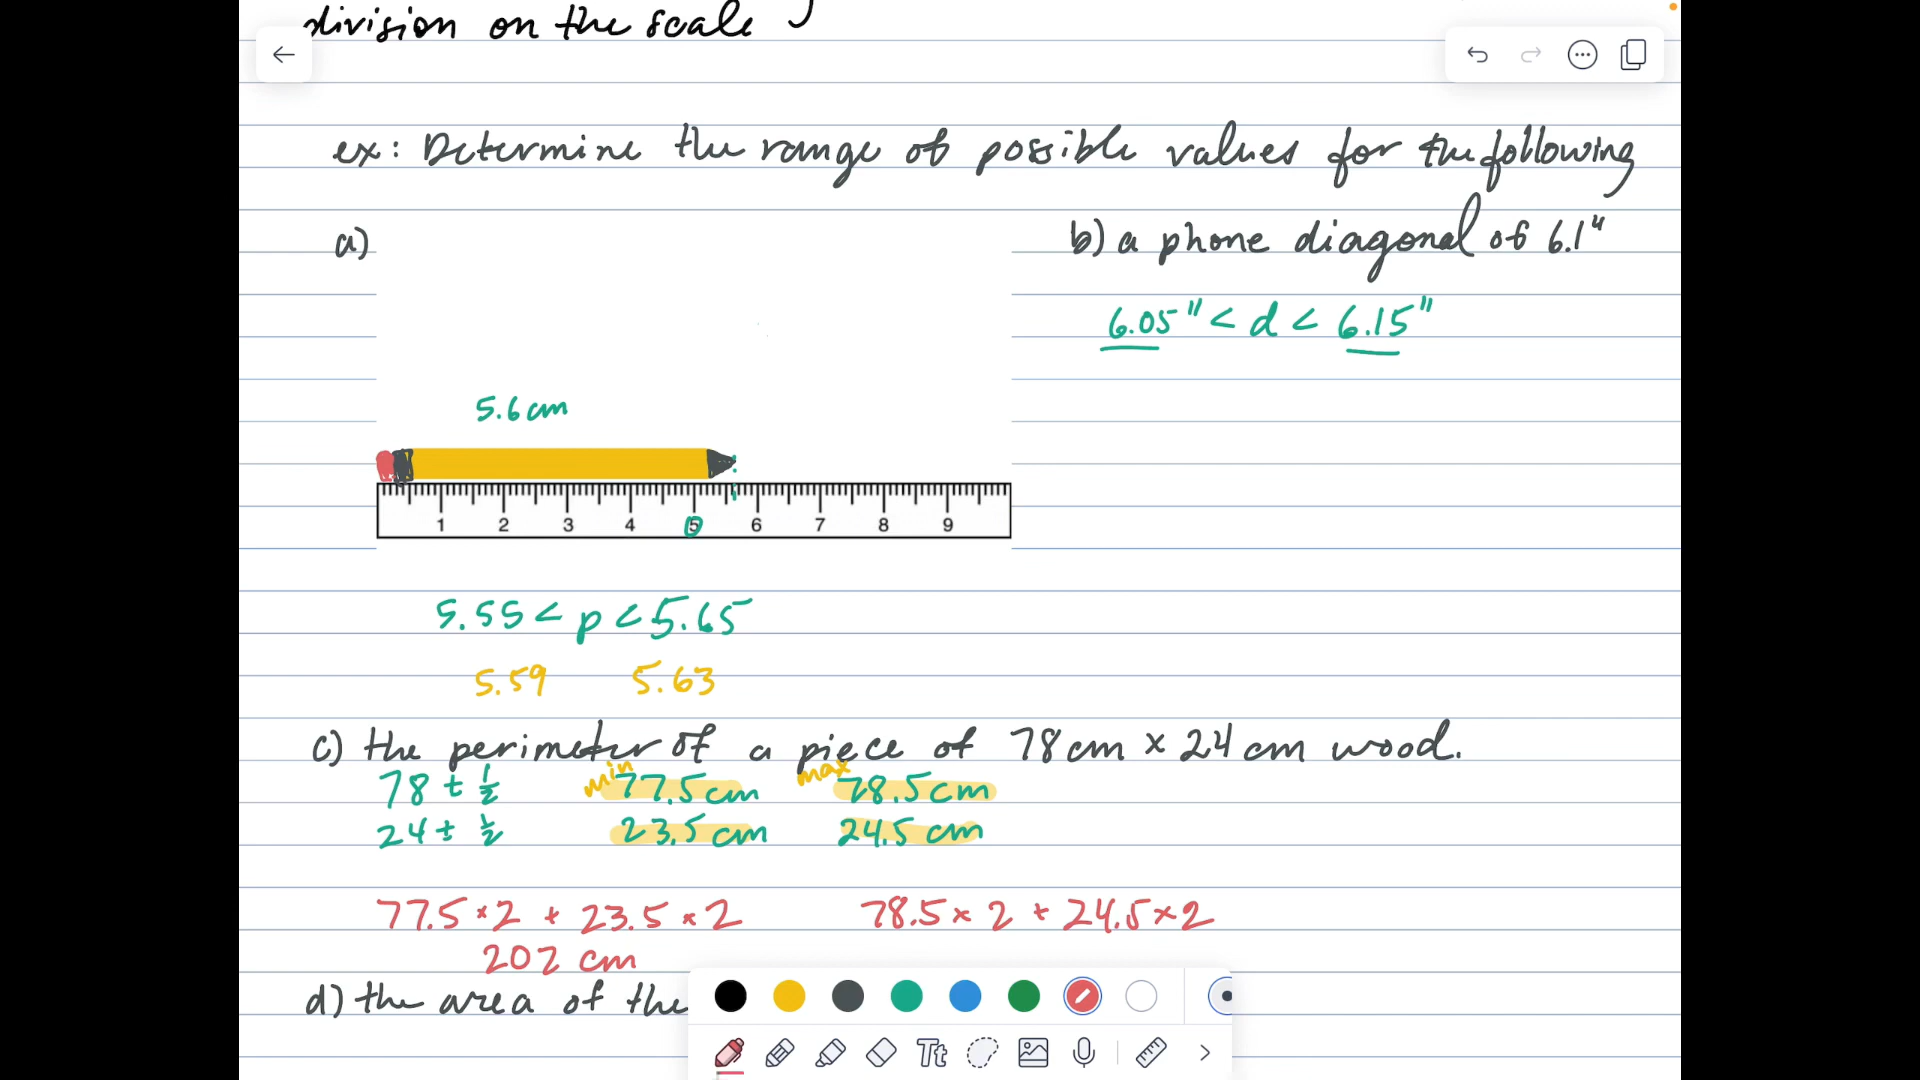 division on the scale
ex: Determine the range of possible values for the following
a)
b) a phone diagonal of 6.1"
6.05" < d < 6.15"
5.6 cm
1 2 3 4 5 6 7 8 9
5.55 < p < 5.65
5.59 5.63
c) the perimeter of a piece of 78 cm × 24 cm wood.
78 ± 1/2 min 77.5 cm max 78.5 cm
24 ± 1/2 23.5 cm 24.5 cm
77.5 × 2 + 23.5 × 2 78.5 × 2 + 24.5 × 2
202 cm
d) the area of the
Tt